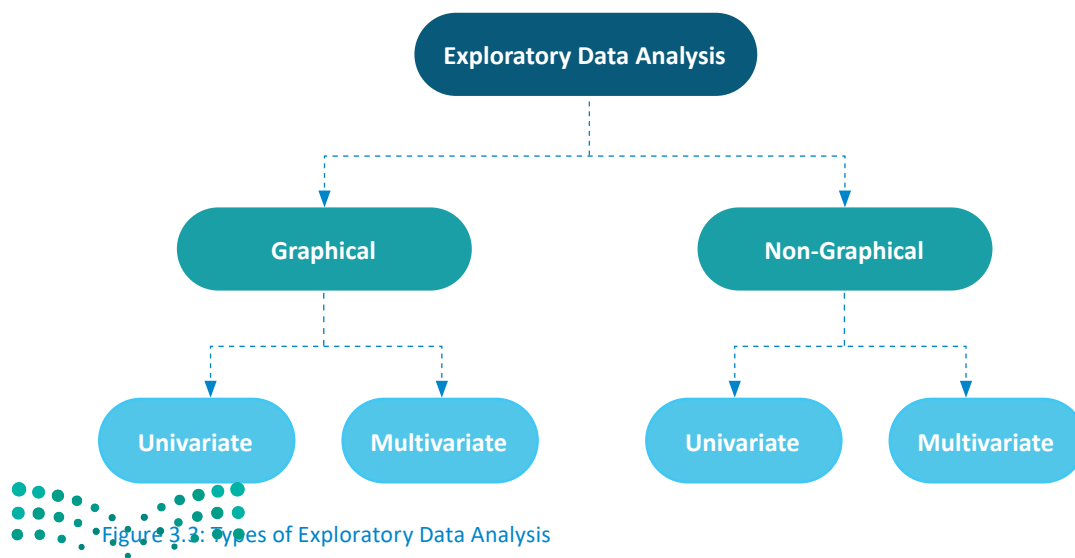 Exploratory Data Analysis
Graphical
Non-Graphical
Univariate
Multivariate
Univariate
Multivariate
Figure 3.3: Types of Exploratory Data Analysis